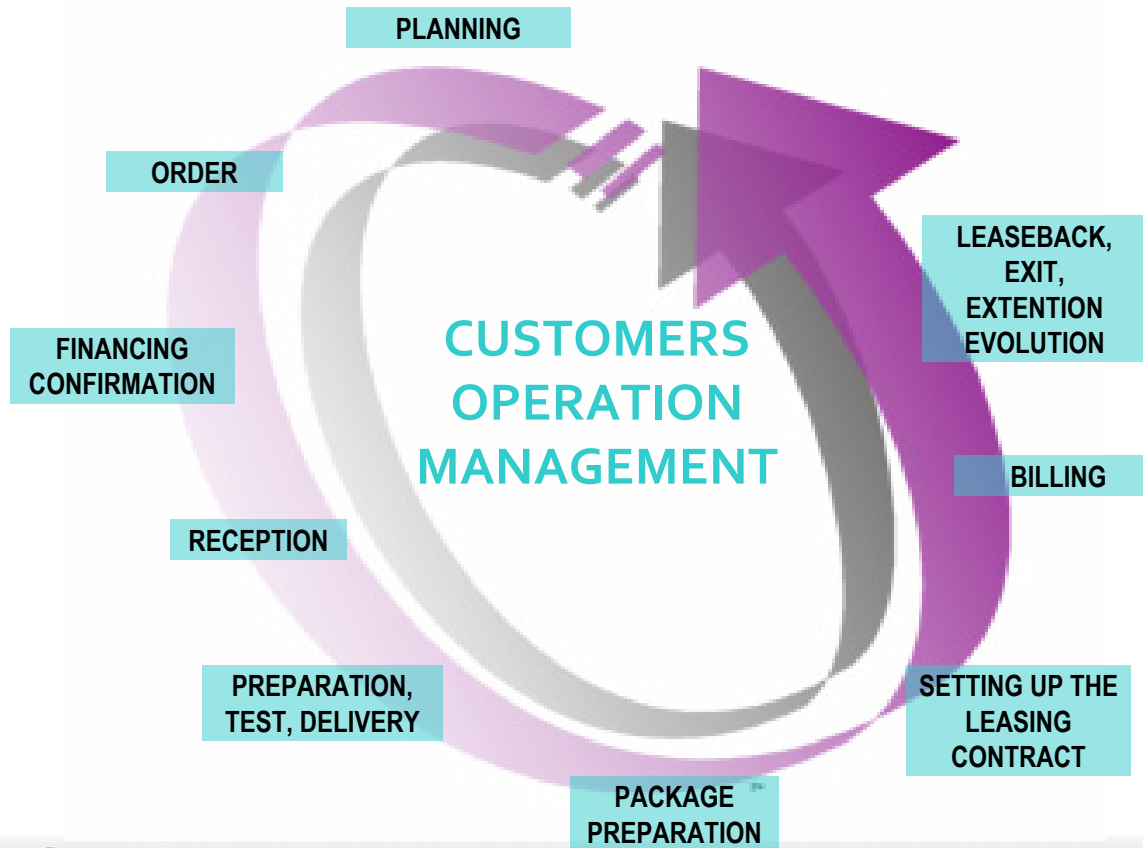 PLANNING
ORDER
FINANCING
CONFIRMATION
RECEPTION
PREPARATION,
TEST, DELIVERY
PACKAGE
PREPARATION
SETTING UP THE
LEASING
CONTRACT
BILLING
LEASEBACK,
EXIT,
EXTENTION
EVOLUTION
CUSTOMERS
OPERATION
MANAGEMENT